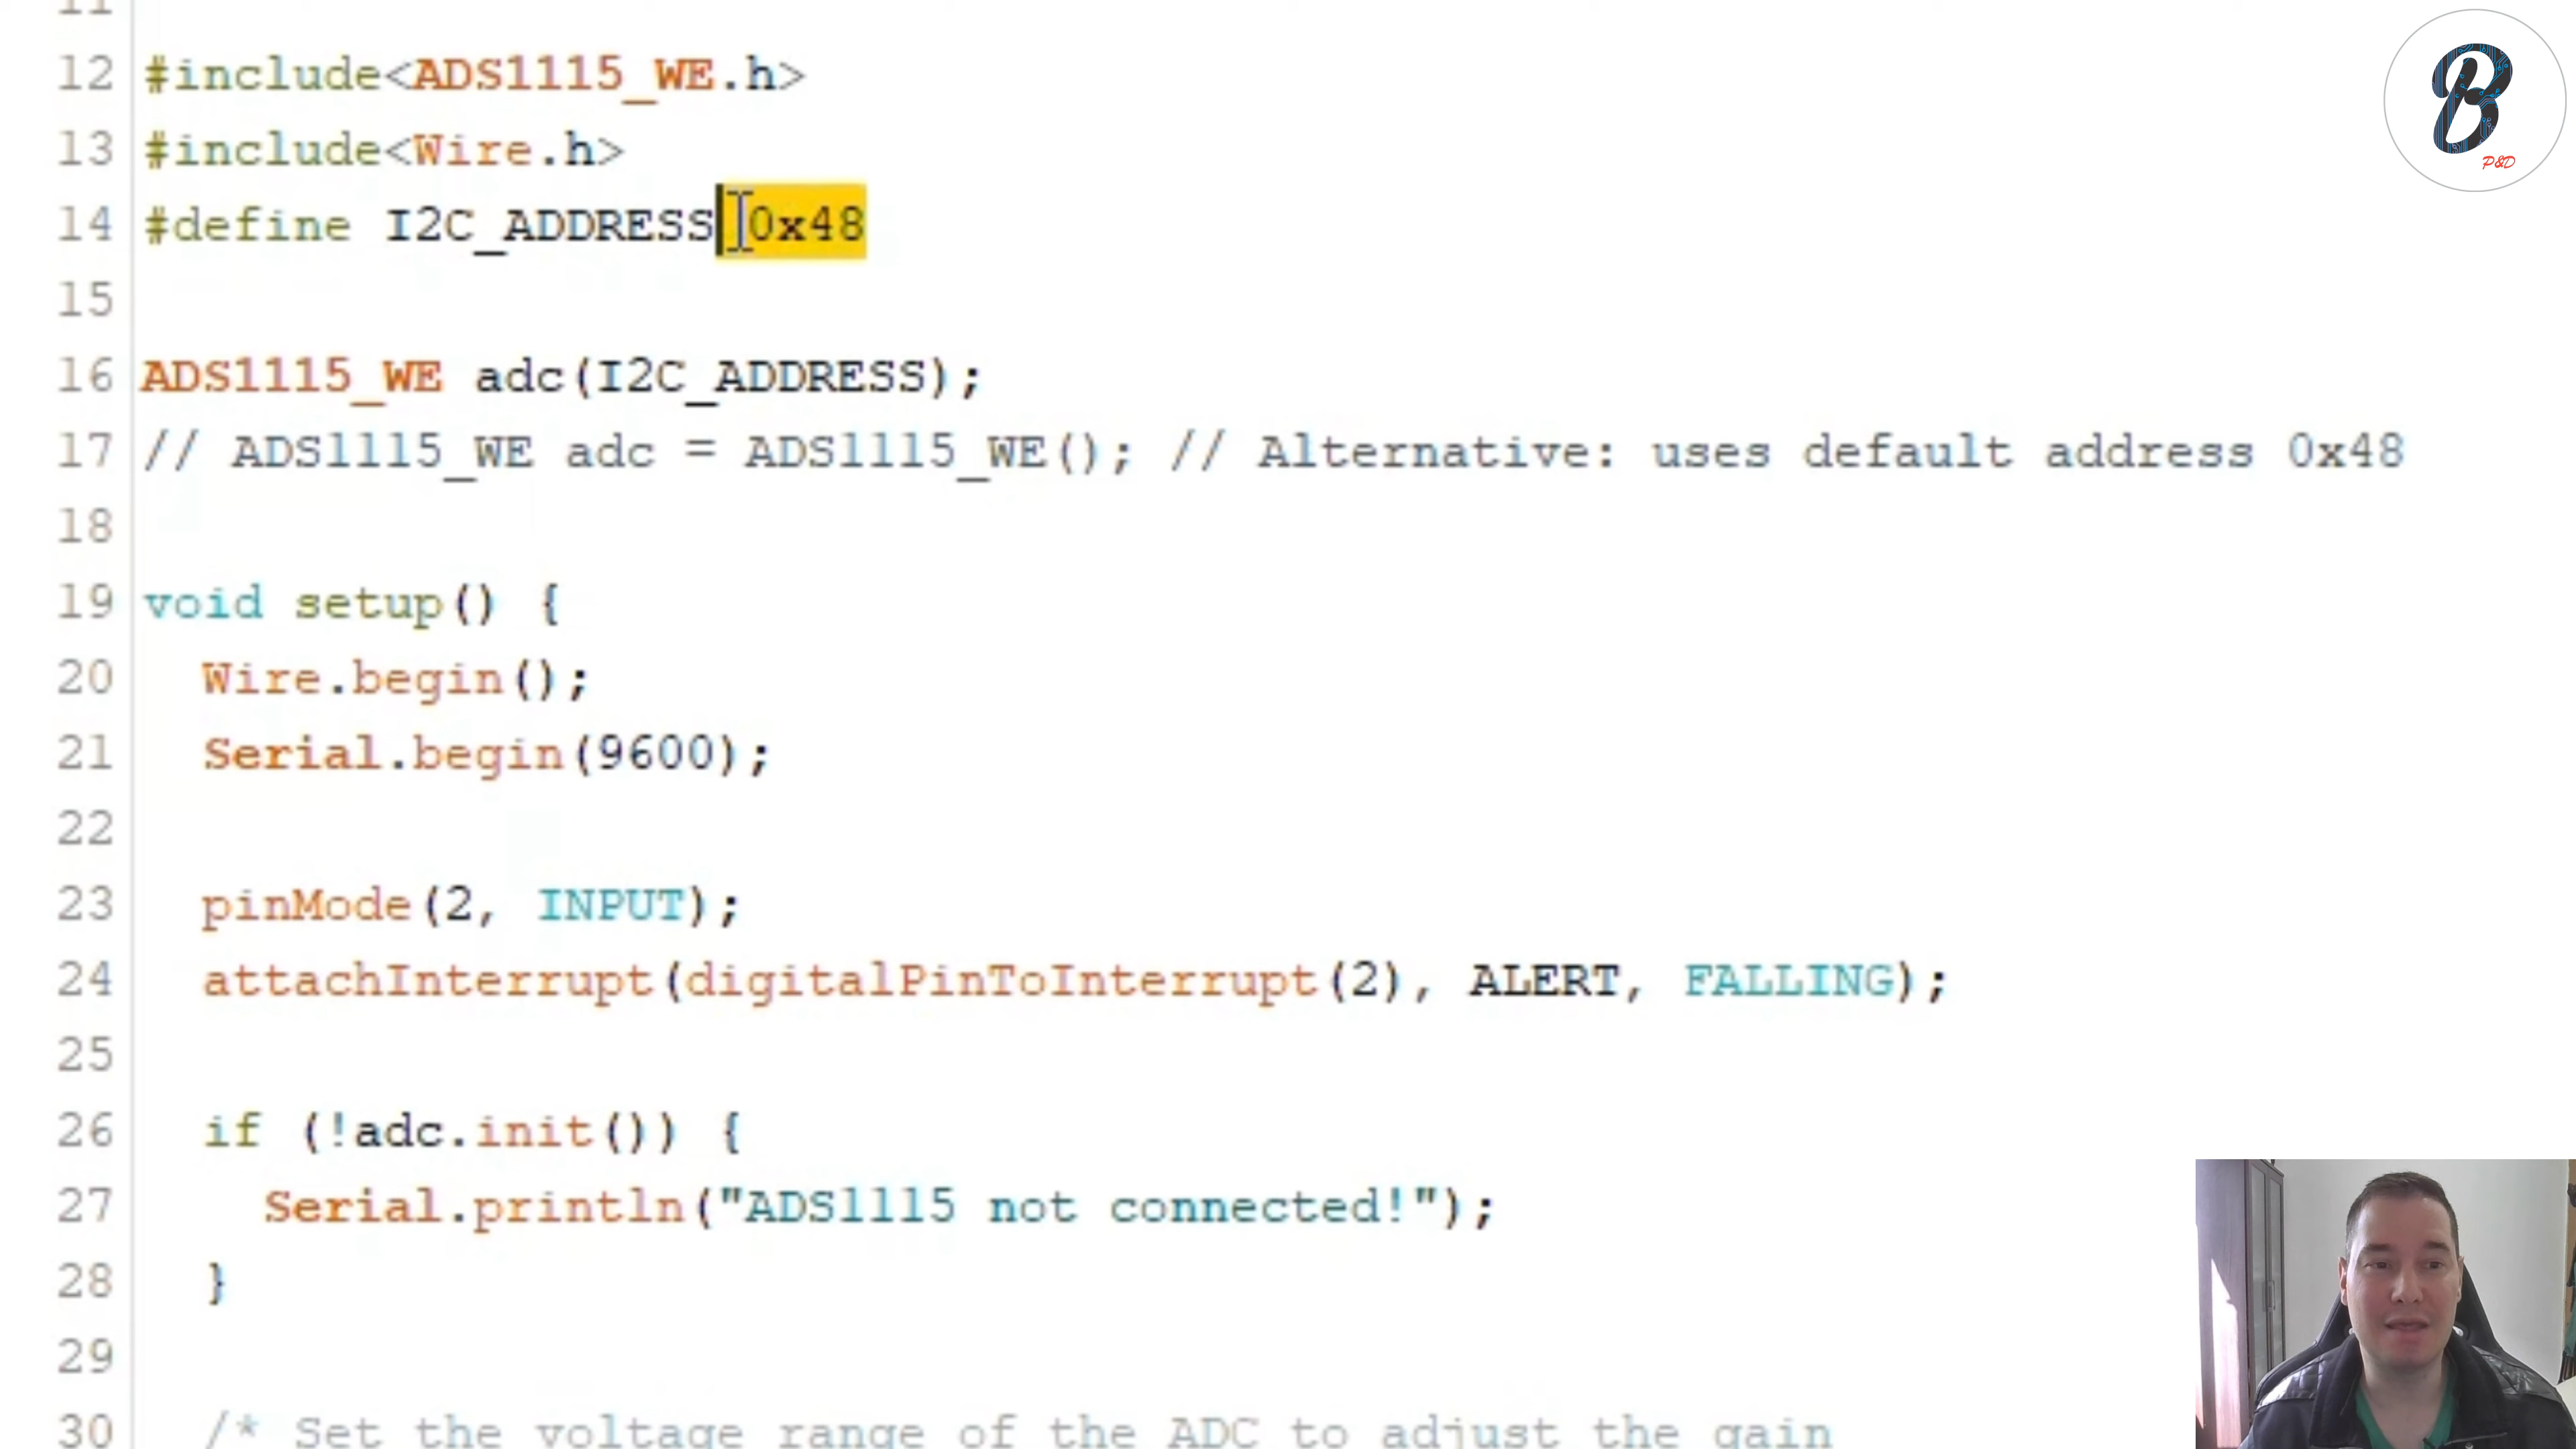 11
12 #include<ADS1115_WE.h>
13 #include<Wire.h>
14 #define I2C_ADDRESS 0x48
15
16 ADS1115_WE adc(I2C_ADDRESS);
17 // ADS1115_WE adc = ADS1115_WE(); // Alternative: uses default address 0x48
18
19 void setup() {
20   Wire.begin();
21   Serial.begin(9600);
22
23   pinMode(2, INPUT);
24   attachInterrupt(digitalPinToInterrupt(2), ALERT, FALLING);
25
26   if (!adc.init()) {
27     Serial.println("ADS1115 not connected!");
28   }
29
30   /* Set the voltage range of the ADC to adjust the gain
B
P&D